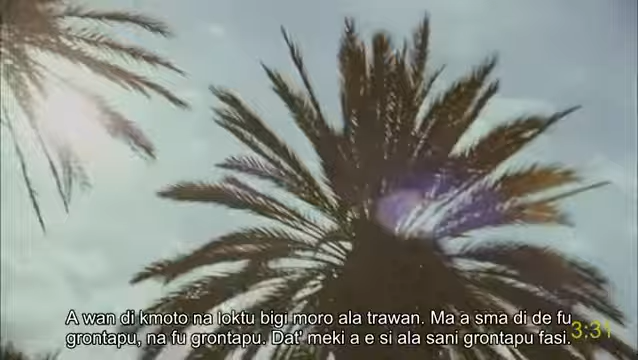 A wan di kmoto na loktu bigi moro ala trawan. Ma a sma di de fu
grontapu, na fu grontapu. Dat' meki a e si ala sani grontapu fasi.
3:31